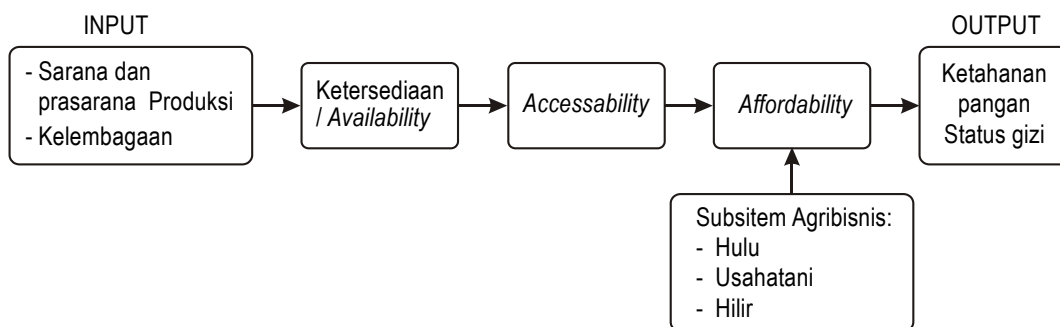 INPUT
- Sarana dan
prasarana Produksi
- Kelembagaan
Ketersediaan
/ Availability
Accessability
Affordability
OUTPUT
Ketahanan
pangan
Status gizi
Subsitem Agribisnis:
- Hulu
- Usahatani
- Hilir